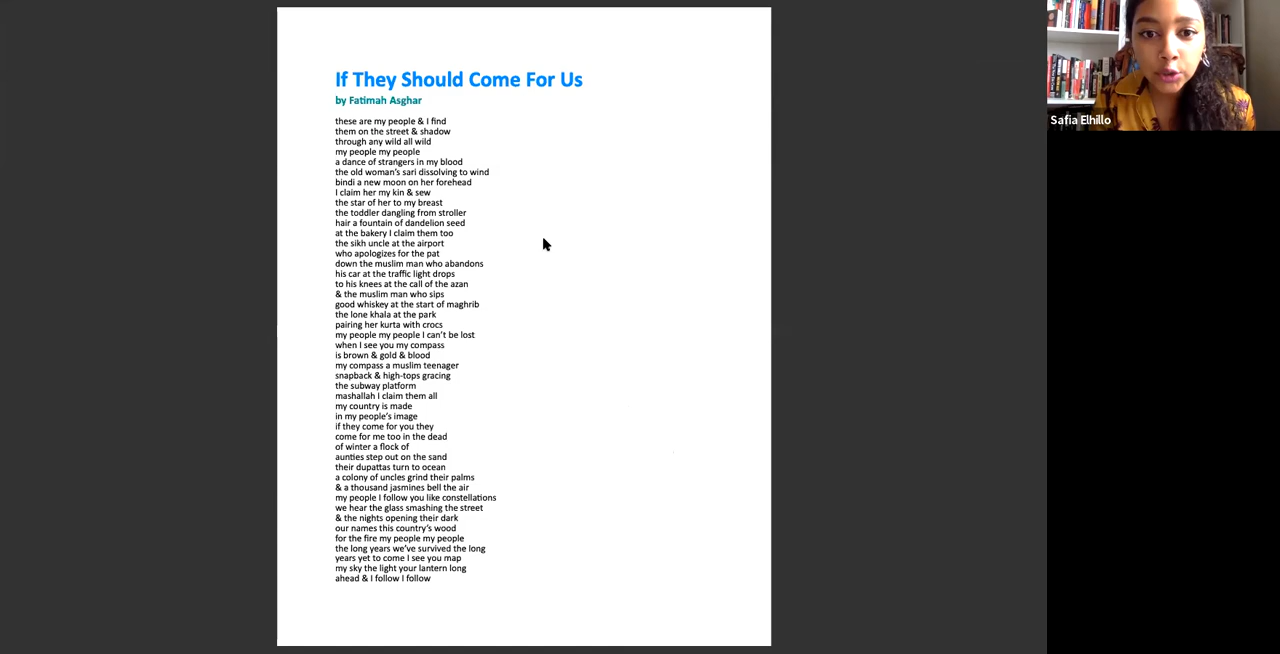 If They Should Come For Us
by Fatimah Asghar
these are my people & I find
them on the street & shadow
through any wild all wild
my people my people
a dance of strangers in my blood
the old woman's sari dissolving to wind
bindi a new moon on her forehead
I claim her my kin & sew
the star of her to my breast
the toddler dangling from stroller
hair a fountain of dandelion seed
at the bakery I claim them too
the sikh uncle at the airport
who apologizes for the pat
down the muslim man who abandons
his car at the traffic light drops
to his knees at the call of the azan
& the muslim man who sips
good whiskey at the start of maghrib
the lone khala at the park
pairing her kurta with crocs
my people my people I can't be lost
when I see you my compass
is brown & gold & blood
my compass a muslim teenager
snapback & high-tops gracing
the subway platform
mashallah I claim them all
my country is made
in my people's image
if they come for you they
come for me too in the dead
of winter a flock of
aunties step out on the sand
their dupattas turn to ocean
a colony of uncles grind their palms
& a thousand jasmines bell the air
my people I follow you like constellations
we hear the glass smashing the street
& the nights opening their dark
our names this country's wood
for the fire my people my people
the long years we've survived the long
years yet to come I see you map
my sky the light your lantern long
ahead & I follow I follow
Safia Elhillo